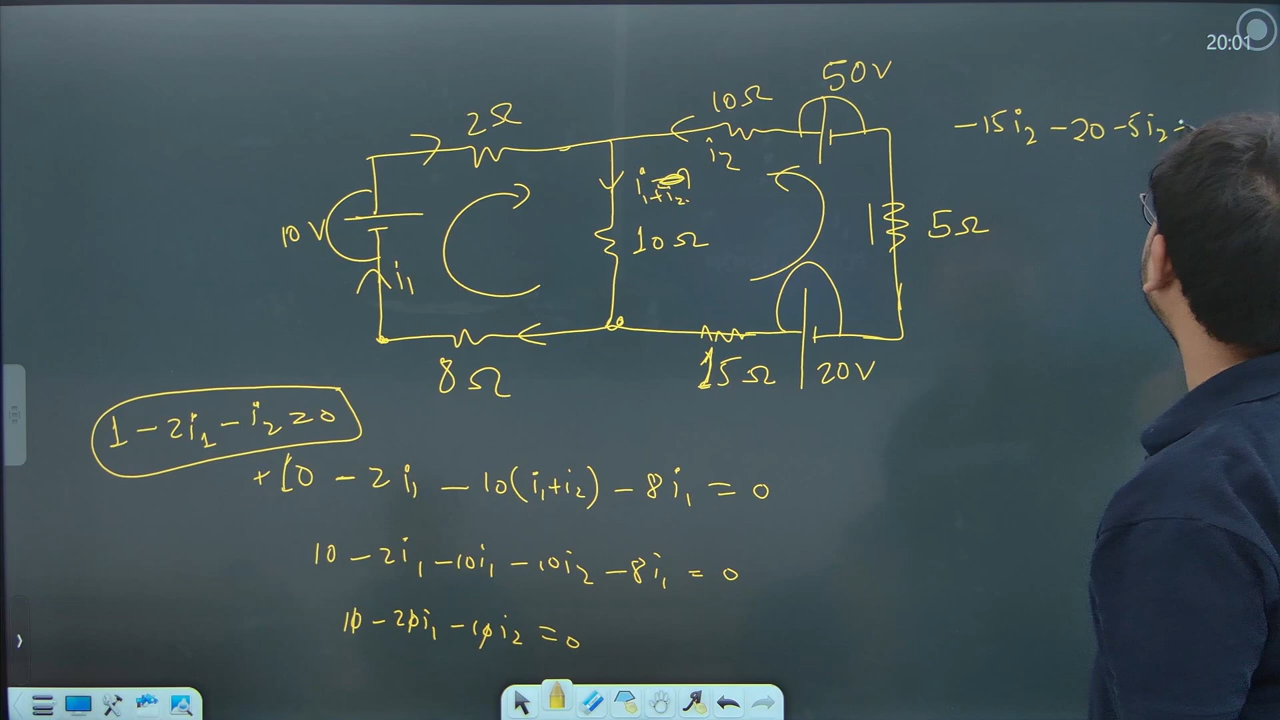 20:01
50V
10Ω
2Ω
-15i₂ -20 -5i₂
i₂
i₁+i₂
10V
10Ω
5Ω
i₁
8Ω
15Ω
20V
1 - 2i₁ - i₂ = 0
+10 - 2i₁ - 10(i₁+i₂) - 8i₁ = 0
10 - 2i₁ - 10i₁ - 10i₂ - 8i₁ = 0
10 - 20i₁ - 10i₂ = 0